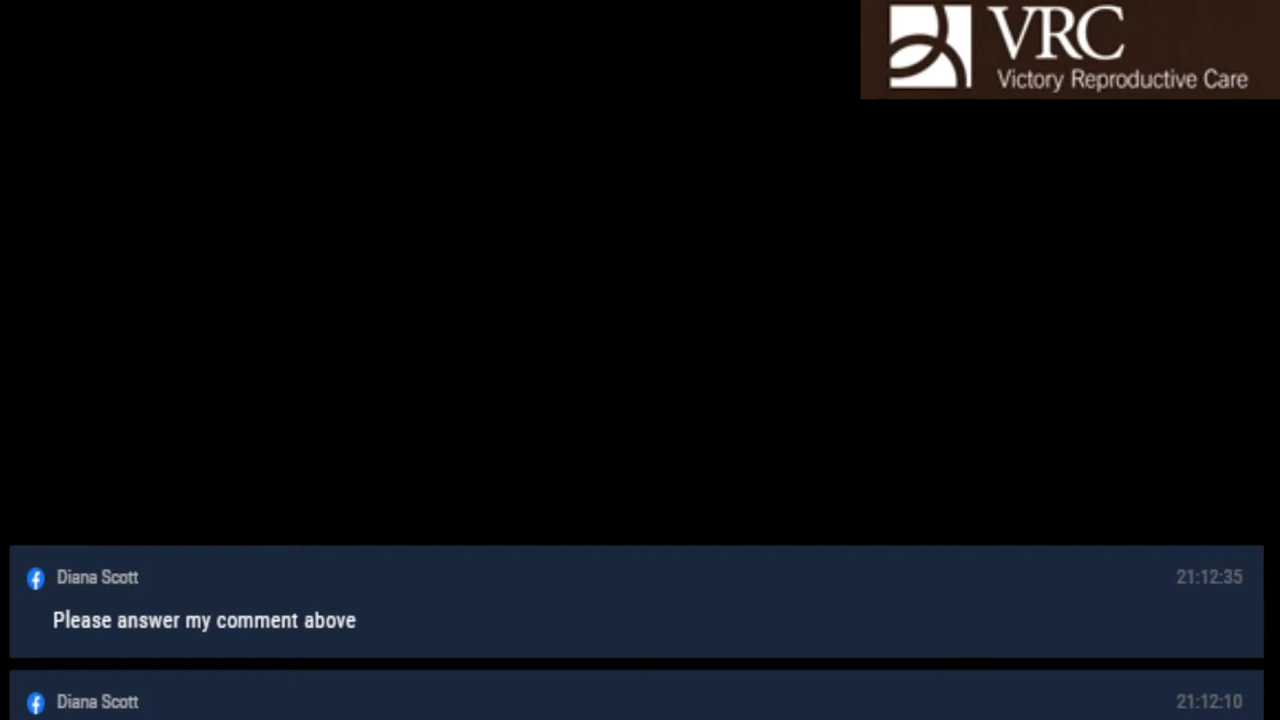 VRC
Victory Reproductive Care
Diana Scott 21:12:35
Please answer my comment above
Diana Scott 21:12:10